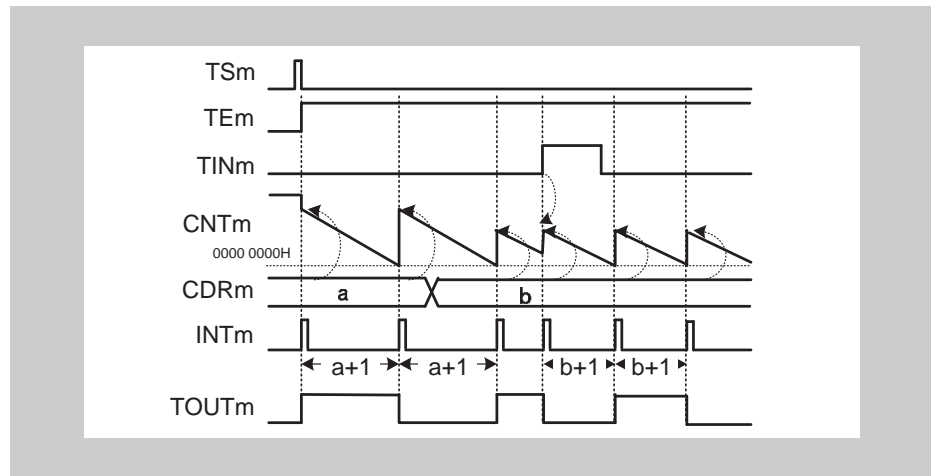 TSm
TEm
TINm
CNTm
0000 0000H
CDRm
a
b
INTm
a+1
a+1
b+1
b+1
TOUTm